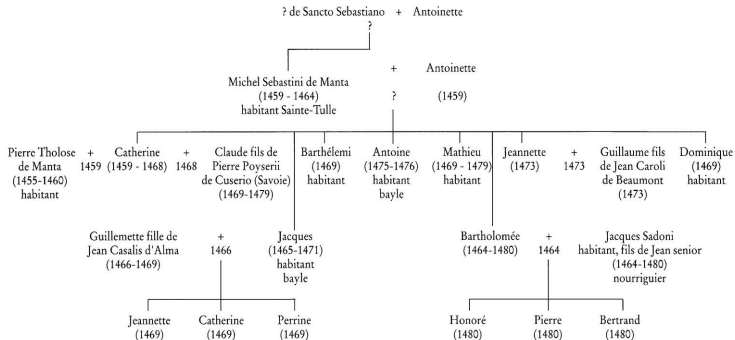 ? de Sancto Sebastiano + Antoinette
?
Michel Sebastini de Manta + Antoinette
(1459 - 1464) ? (1459)
habitant Sainte-Tulle
Pierre Tholose + Catherine + Claude fils de Barthélemi Antoine Mathieu Jeannette + Guillaume fils Dominique
de Manta 1459 (1459 - 1468) 1468 Pierre Poyserii (1469) (1475-1476) (1469 - 1479) (1473) 1473 de Jean Caroli (1469)
(1455-1460) de Cuserio (Savoie) habitant habitant habitant de Beaumont habitant
habitant (1469-1479) bayle (1473)
Guillemette fille de + Jacques Bartholomée + Jacques Sadoni
Jean Casalis d'Alma 1466 (1465-1471) (1464-1480) 1464 habitant, fils de Jean senior
(1466-1469) habitant (1464-1480)
bayle nourriguier
Jeannette Catherine Perrine Honoré Pierre Bertrand
(1469) (1469) (1469) (1480) (1480) (1480)